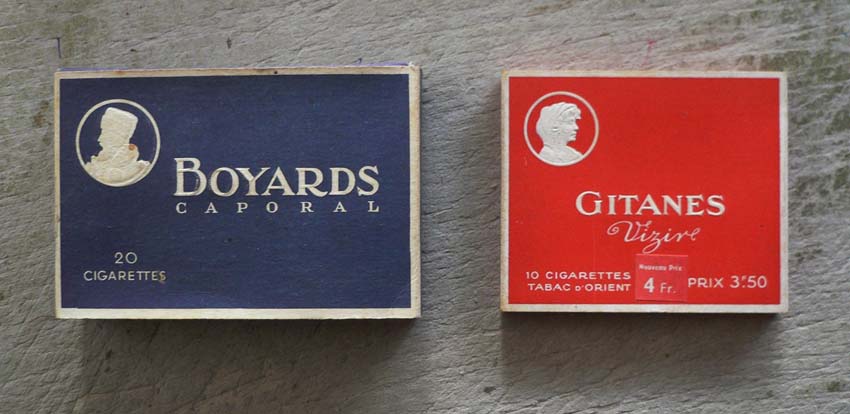 BOYARDS
CAPORAL
20
CIGARETTES
GITANES
Vizir
10 CIGARETTES
TABAC D'ORIENT
Nouveau Prix
4 Fr.
PRIX 3F50